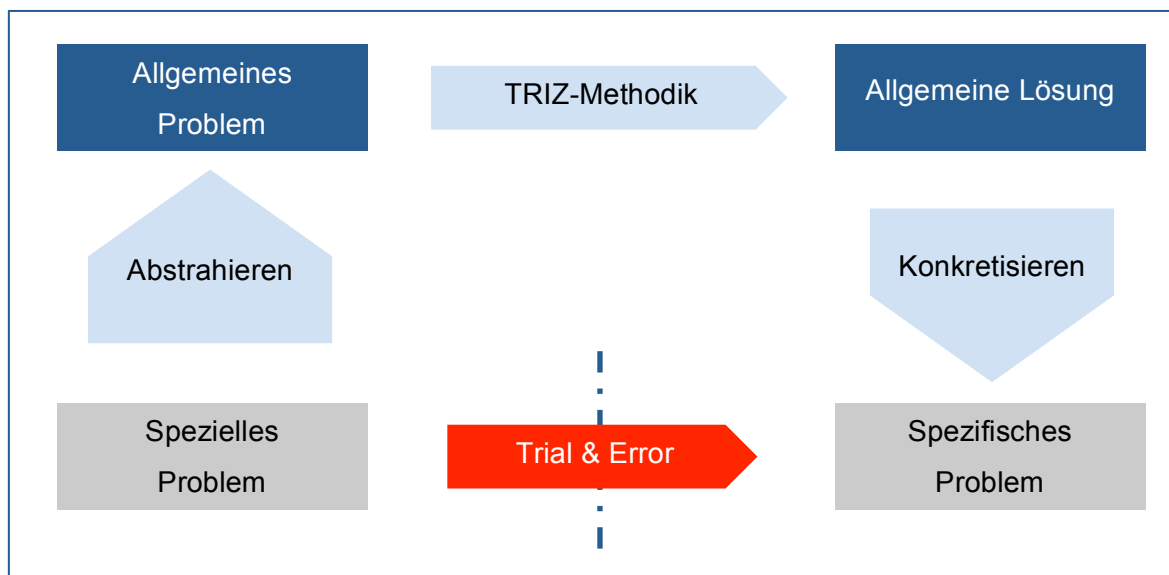 Allgemeines
Problem
TRIZ-Methodik
Allgemeine Lösung
Abstrahieren
Konkretisieren
Spezielles
Problem
Trial & Error
Spezifisches
Problem